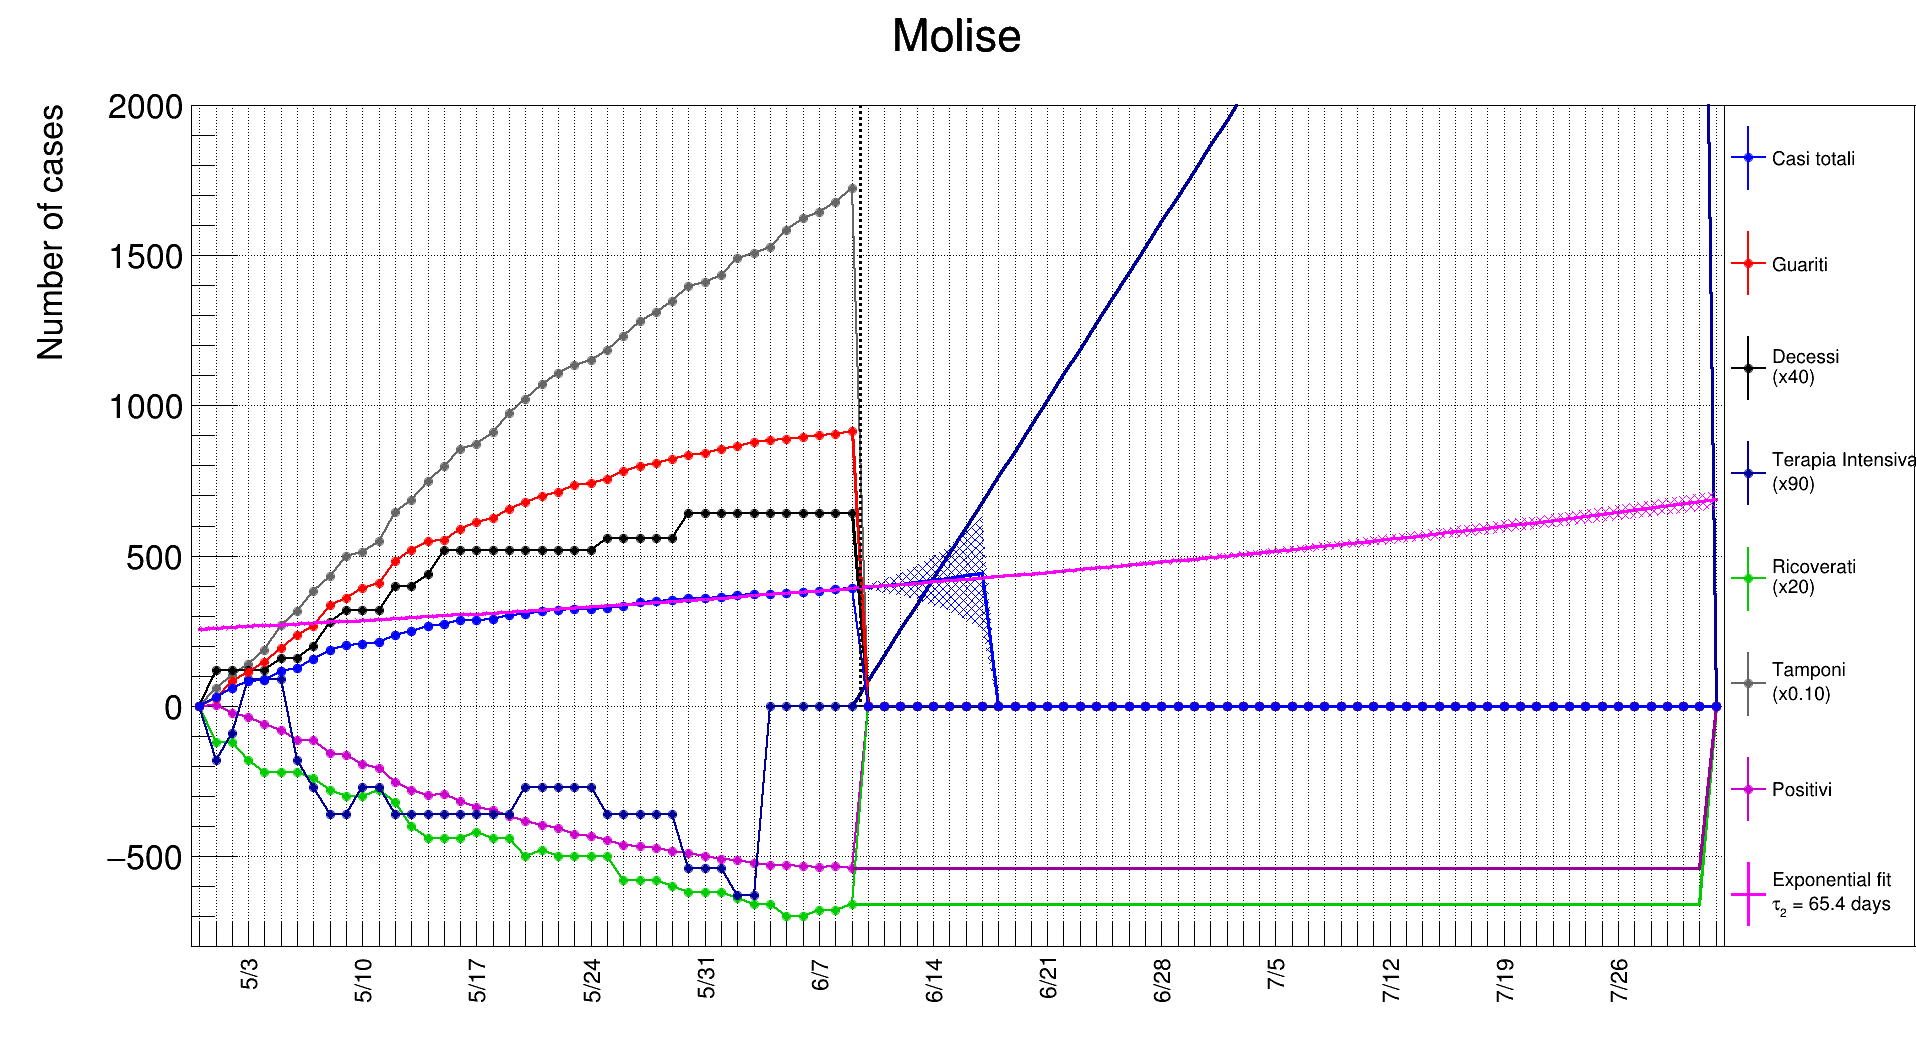 Molise
Number of cases
2000
1500
1000
500
0
−500
5/3
5/10
5/17
5/24
5/31
6/7
6/14
6/21
6/28
7/5
7/12
7/19
7/26
Casi totali
Guariti
Decessi
(x40)
Terapia Intensiva
(x90)
Ricoverati
(x20)
Tamponi
(x0.10)
Positivi
Exponential fit
τ2 = 65.4 days